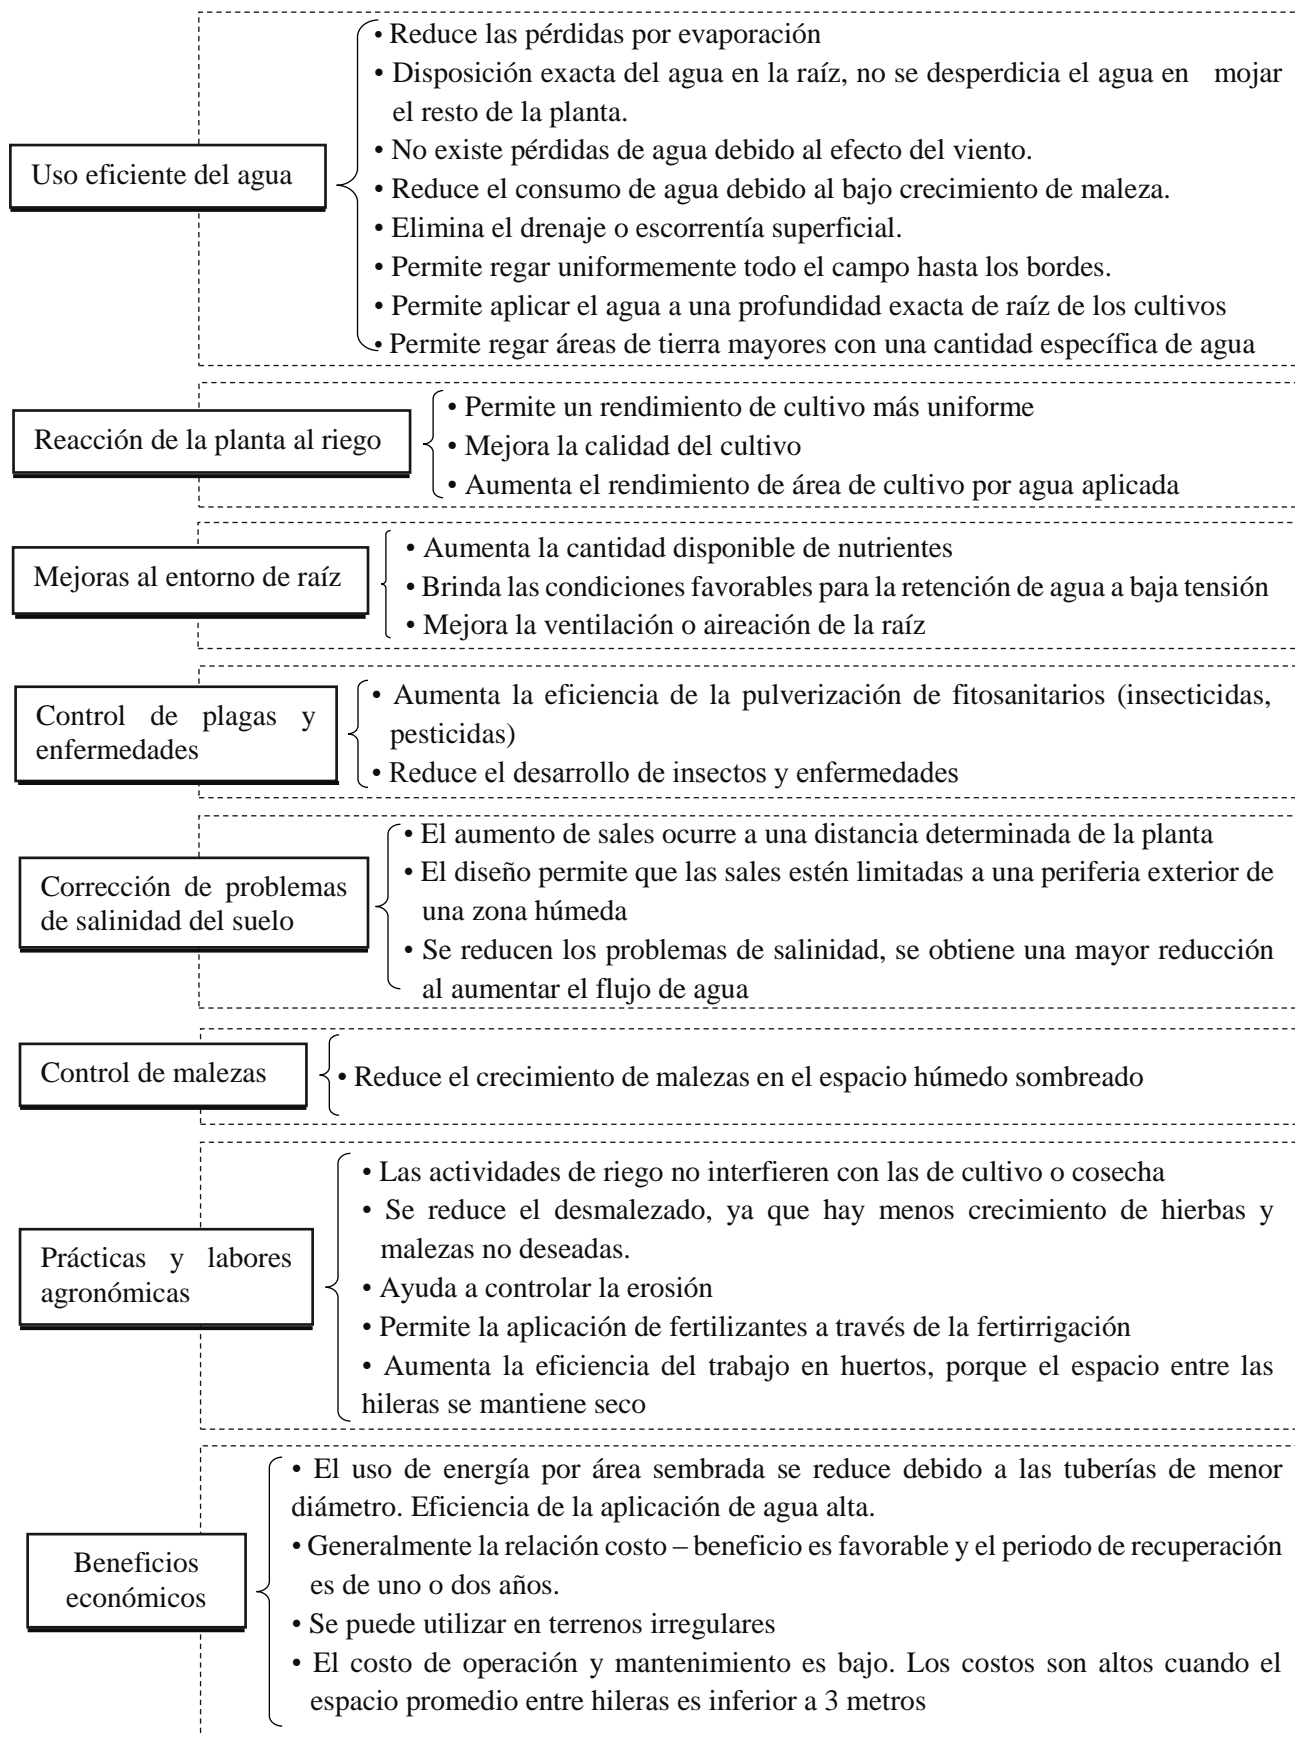 • Reduce las pérdidas por evaporación
• Disposición exacta del agua en la raíz, no se desperdicia el agua en mojar
el resto de la planta.
• No existe pérdidas de agua debido al efecto del viento.
Uso eficiente del agua
• Reduce el consumo de agua debido al bajo crecimiento de maleza.
• Elimina el drenaje o escorrentía superficial.
• Permite regar uniformemente todo el campo hasta los bordes.
• Permite aplicar el agua a una profundidad exacta de raíz de los cultivos
• Permite regar áreas de tierra mayores con una cantidad específica de agua
Reacción de la planta al riego
• Permite un rendimiento de cultivo más uniforme
• Mejora la calidad del cultivo
• Aumenta el rendimiento de área de cultivo por agua aplicada
Mejoras al entorno de raíz
• Aumenta la cantidad disponible de nutrientes
• Brinda las condiciones favorables para la retención de agua a baja tensión
• Mejora la ventilación o aireación de la raíz
Control de plagas y
enfermedades
• Aumenta la eficiencia de la pulverización de fitosanitarios (insecticidas,
pesticidas)
• Reduce el desarrollo de insectos y enfermedades
Corrección de problemas
de salinidad del suelo
• El aumento de sales ocurre a una distancia determinada de la planta
• El diseño permite que las sales estén limitadas a una periferia exterior de
una zona húmeda
• Se reducen los problemas de salinidad, se obtiene una mayor reducción
al aumentar el flujo de agua
Control de malezas
• Reduce el crecimiento de malezas en el espacio húmedo sombreado
Prácticas y labores
agronómicas
• Las actividades de riego no interfieren con las de cultivo o cosecha
• Se reduce el desmalezado, ya que hay menos crecimiento de hierbas y
malezas no deseadas.
• Ayuda a controlar la erosión
• Permite la aplicación de fertilizantes a través de la fertirrigación
• Aumenta la eficiencia del trabajo en huertos, porque el espacio entre las
hileras se mantiene seco
Beneficios
económicos
• El uso de energía por área sembrada se reduce debido a las tuberías de menor
diámetro. Eficiencia de la aplicación de agua alta.
• Generalmente la relación costo – beneficio es favorable y el periodo de recuperación
es de uno o dos años.
• Se puede utilizar en terrenos irregulares
• El costo de operación y mantenimiento es bajo. Los costos son altos cuando el
espacio promedio entre hileras es inferior a 3 metros